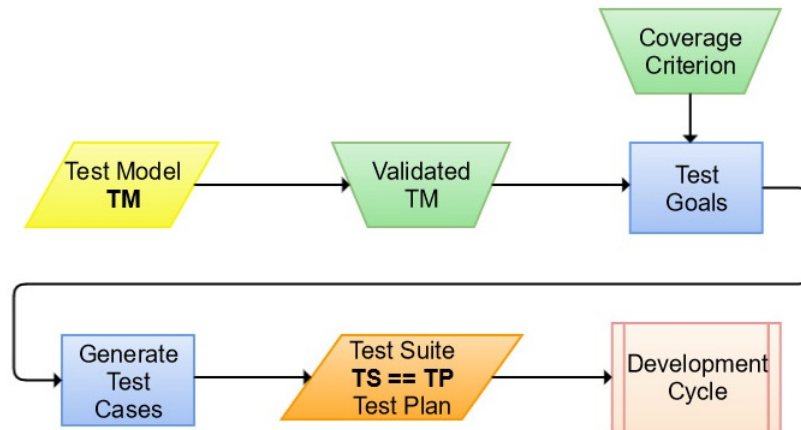 Coverage
Criterion
Test Model
TM
Validated
TM
Test
Goals
Generate
Test
Cases
Test Suite
TS == TP
Test Plan
Development
Cycle